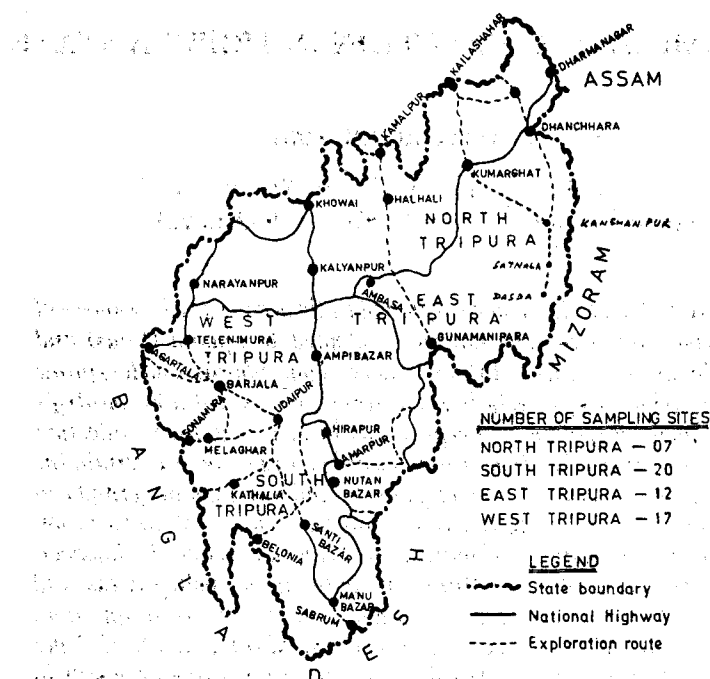 KAILASHAHAR
DHARMANAGAR
ASSAM
KAMALPUR
DHANCHHARA
KUMARGHAT
KHOWAI
HALHALI
NORTH
TRIPURA
KANGHANPUR
SATNALA
KALYANPUR
NARAYANPUR
AMBASA
EAST
TRIPURA
DASDA
MIZORAM
WEST
TRIPURA
TELENIMURA
GUNAMANIPARA
AGARTALA
AMPIBAZAR
BARJALA
UDAIPUR
SONAMURA
MELAGHAR
HIRAPUR
AMARPUR
SOUTH
TRIPURA
KATHALIA
NUTAN
BAZAR
SANTI
BAZAR
BELONIA
MANU
BAZAR
SABRUM
BANGLADESH
NUMBER OF SAMPLING SITES
NORTH TRIPURA — 07
SOUTH TRIPURA — 20
EAST TRIPURA — 12
WEST TRIPURA — 17
LEGEND
State boundary
National Highway
Exploration route